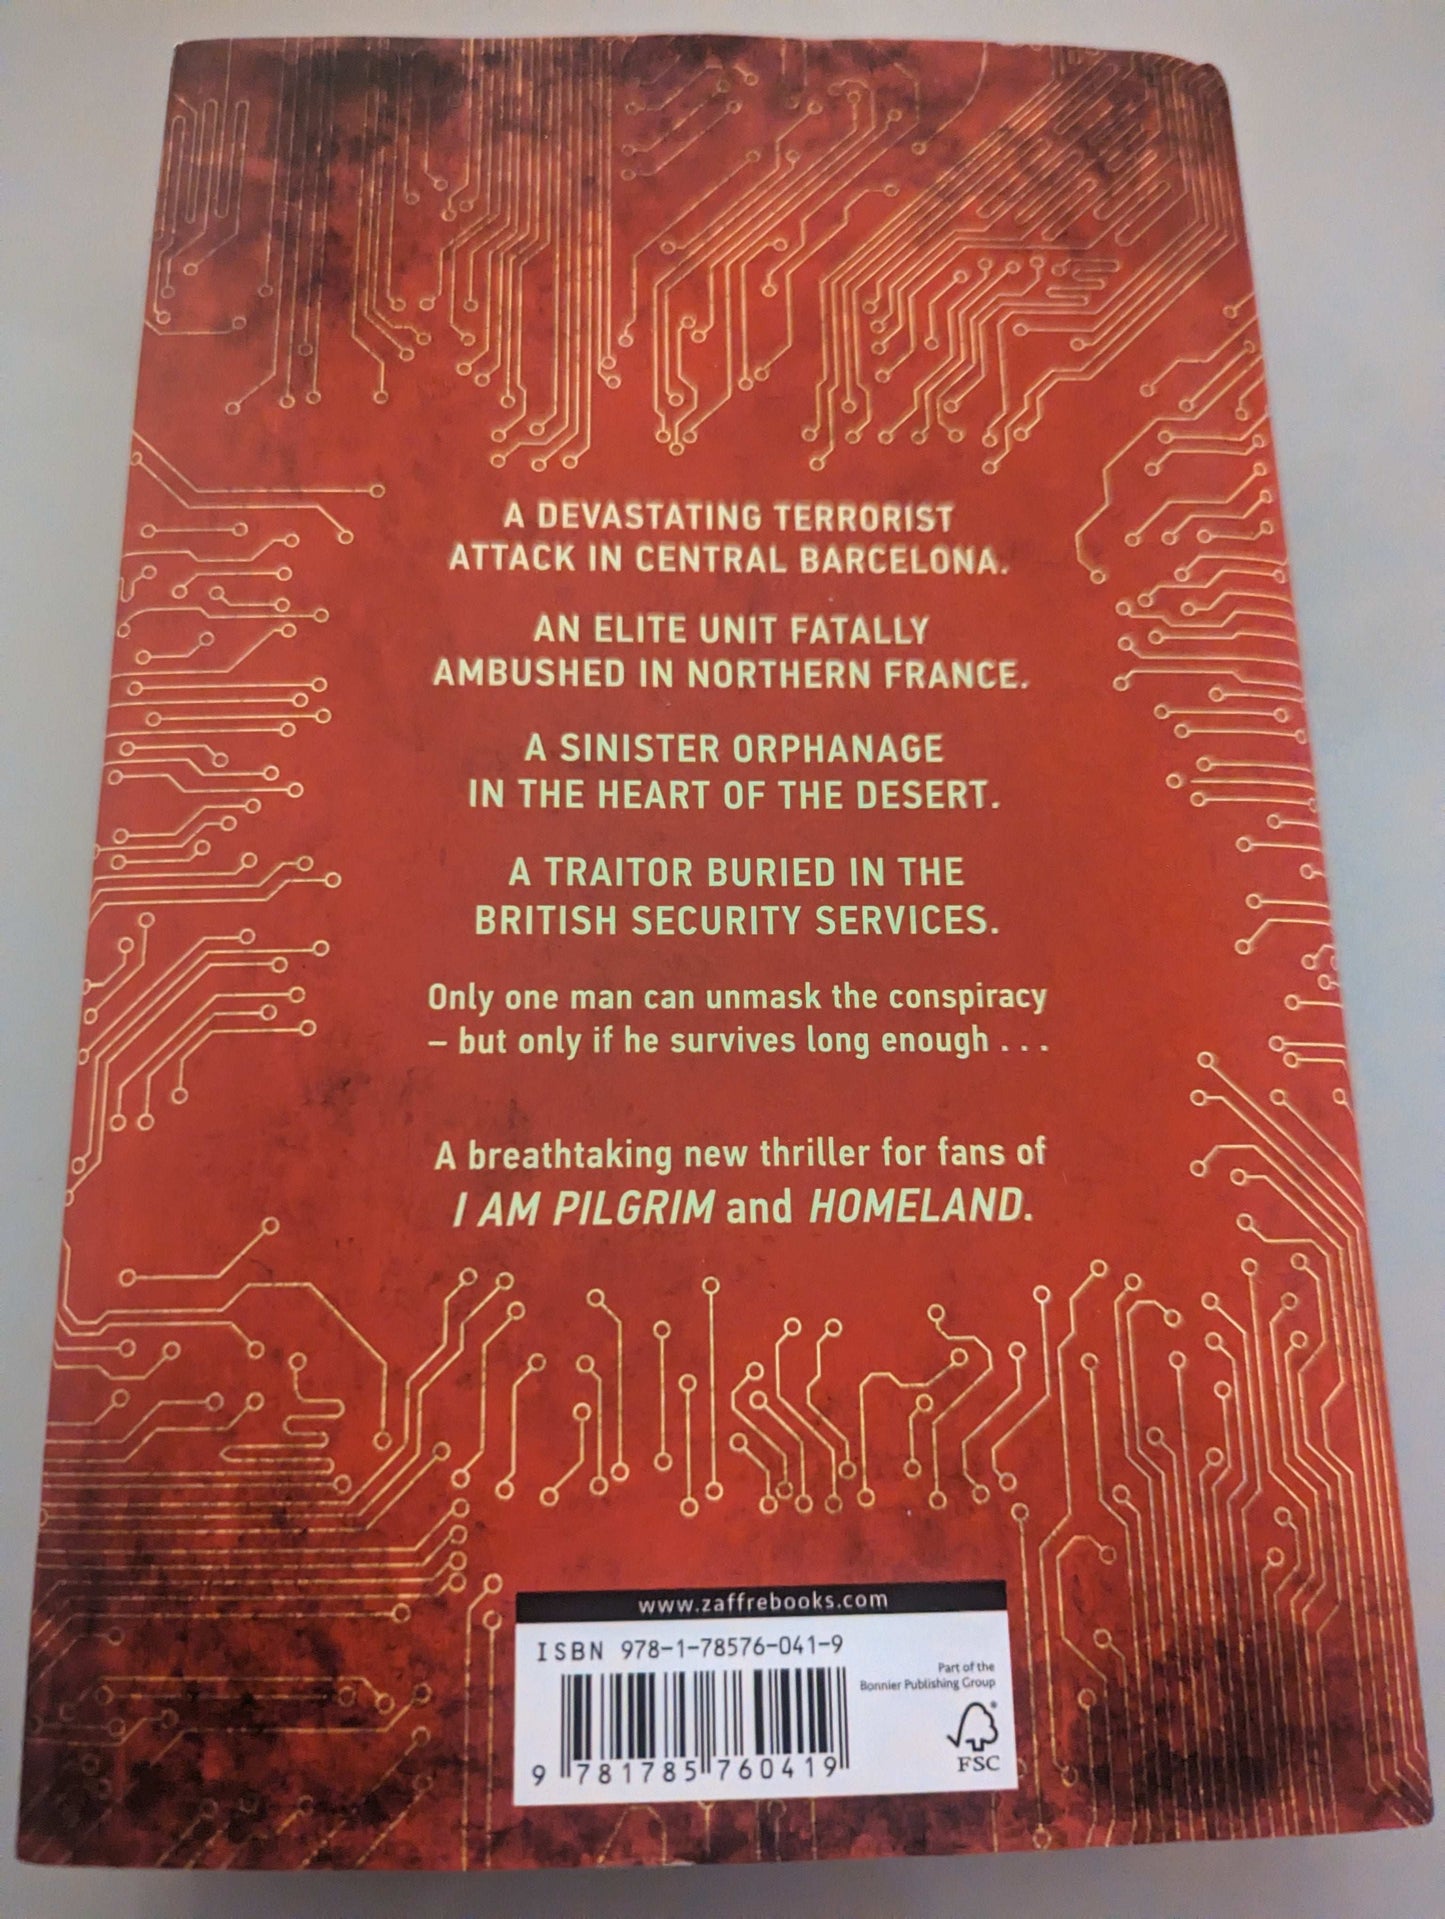 A DEVASTATING TERRORIST
ATTACK IN CENTRAL BARCELONA.
AN ELITE UNIT FATALLY
AMBUSHED IN NORTHERN FRANCE.
A SINISTER ORPHANAGE
IN THE HEART OF THE DESERT.
A TRAITOR BURIED IN THE
BRITISH SECURITY SERVICES.
Only one man can unmask the conspiracy
– but only if he survives long enough . . .
A breathtaking new thriller for fans of
I AM PILGRIM and HOMELAND.
www.zaffrebooks.com
ISBN 978-1-78576-041-9
Part of the
Bonnier Publishing Group
FSC
9 781785 760419